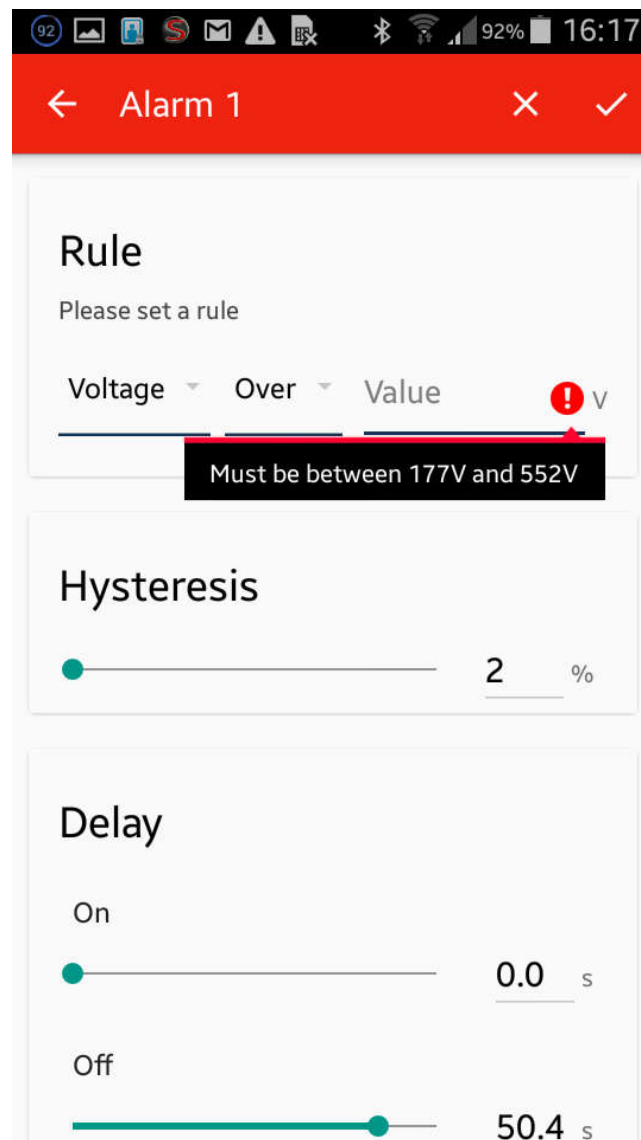 92 92% 16:17
Alarm 1
Rule
Please set a rule
Voltage Over Value V
Must be between 177V and 552V
Hysteresis
2 %
Delay
On
0.0 s
Off
50.4 s